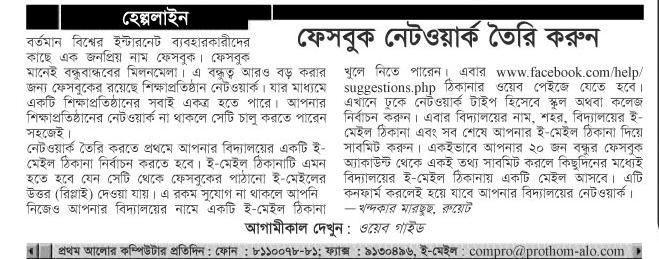 হেল্পলাইন
ফেসবুক নেটওয়ার্ক তৈরি করুন
বর্তমান বিশ্বের ইন্টারনেট ব্যবহারকারীদের
কাছে এক জনপ্রিয় নাম ফেসবুক। ফেসবুক
মানেই বন্ধুবান্ধবের মিলনমেলা। এ বন্ধুত্ব আরও বড় করার
জন্য ফেসবুকের রয়েছে শিক্ষাপ্রতিষ্ঠান নেটওয়ার্ক। যার মাধ্যমে
একটি শিক্ষাপ্রতিষ্ঠানের সবাই একত্র হতে পারে। আপনার
শিক্ষাপ্রতিষ্ঠানের নেটওয়ার্ক না থাকলে সেটি চালু করতে পারেন
সহজেই।
নেটওয়ার্ক তৈরি করতে প্রথমে আপনার বিদ্যালয়ের একটি ই-
মেইল ঠিকানা নির্বাচন করতে হবে। ই-মেইল ঠিকানাটি এমন
হতে হবে যেন সেটি থেকে ফেসবুকের পাঠানো ই-মেইলের
উত্তর (রিপ্লাই) দেওয়া যায়। এ রকম সুযোগ না থাকলে আপনি
নিজেও আপনার বিদ্যালয়ের নামে একটি ই-মেইল ঠিকানা
খুলে নিতে পারেন। এবার www.facebook.com/help/
suggestions.php ঠিকানার ওয়েব পেইজে যেতে হবে।
এখানে ঢুকে নেটওয়ার্ক টাইপ হিসেবে স্কুল অথবা কলেজ
নির্বাচন করুন। এবার বিদ্যালয়ের নাম, শহর, বিদ্যালয়ের ই-
মেইল ঠিকানা এবং সব শেষে আপনার ই-মেইল ঠিকানা দিয়ে
সাবমিট করুন। একইভাবে আপনার ২০ জন বন্ধুর ফেসবুক
অ্যাকাউন্ট থেকে একই তথ্য সাবমিট করলে কিছুদিনের মধ্যেই
বিদ্যালয়ের ই-মেইল ঠিকানায় একটি মেইল আসবে। এটি
কনফার্ম করলেই হয়ে যাবে আপনার বিদ্যালয়ের নেটওয়ার্ক।
—খন্দকার মারছুছ, রুয়েট
আগামীকাল দেখুন : ওয়েব গাইড
প্রথম আলোর কম্পিউটার প্রতিদিন : ফোন : ৮১১০০৭৮-৮১; ফ্যাক্স : ৯১৩০৪৯৬, ই-মেইল : compro@prothom-alo.com